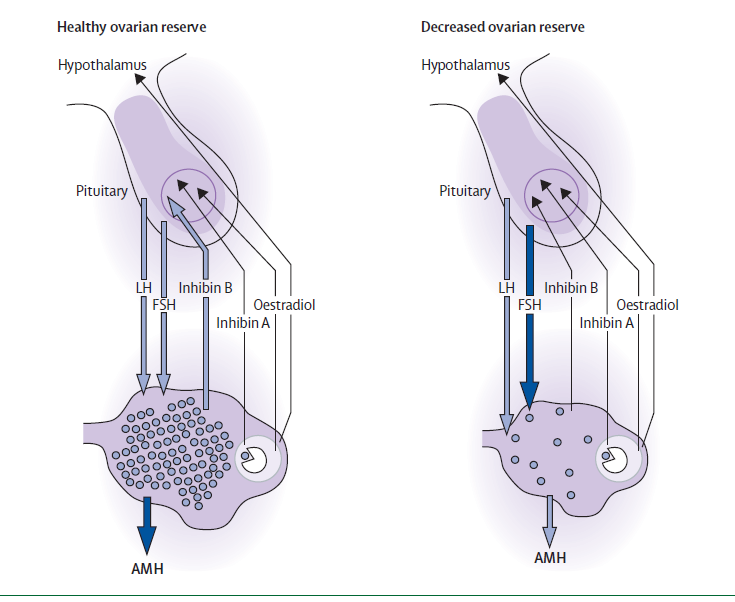 Healthy ovarian reserve
Hypothalamus
Pituitary
LH
Inhibin B
FSH
Oestradiol
Inhibin A
AMH
Decreased ovarian reserve
Hypothalamus
Pituitary
LH
Inhibin B
FSH
Oestradiol
Inhibin A
AMH